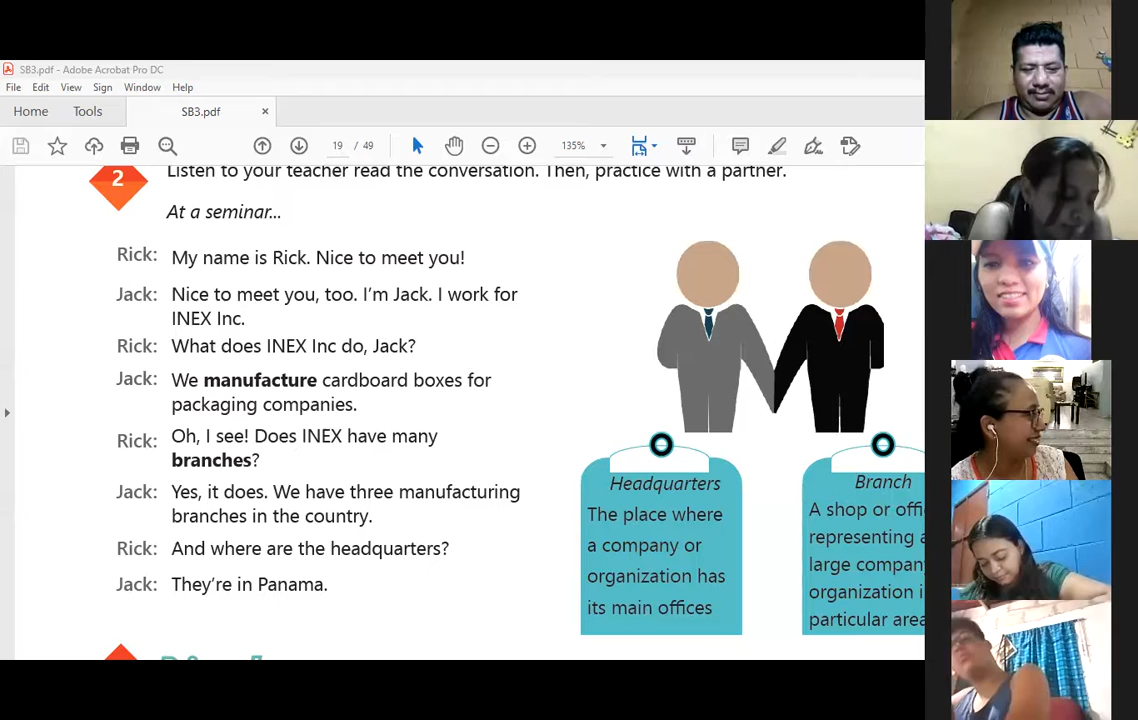 SB3.pdf - Adobe Acrobat Pro DC
File Edit View Sign Window Help
Home Tools SB3.pdf ×
19 / 49 135%
2 Listen to your teacher read the conversation. Then, practice with a partner.
At a seminar...
Rick: My name is Rick. Nice to meet you!
Jack: Nice to meet you, too. I'm Jack. I work for
INEX Inc.
Rick: What does INEX Inc do, Jack?
Jack: We manufacture cardboard boxes for
packaging companies.
Rick: Oh, I see! Does INEX have many
branches?
Jack: Yes, it does. We have three manufacturing
branches in the country.
Rick: And where are the headquarters?
Jack: They're in Panama.
Headquarters
The place where
a company or
organization has
its main offices
Branch
A shop or offi
representing a
large company
organization i
particular area